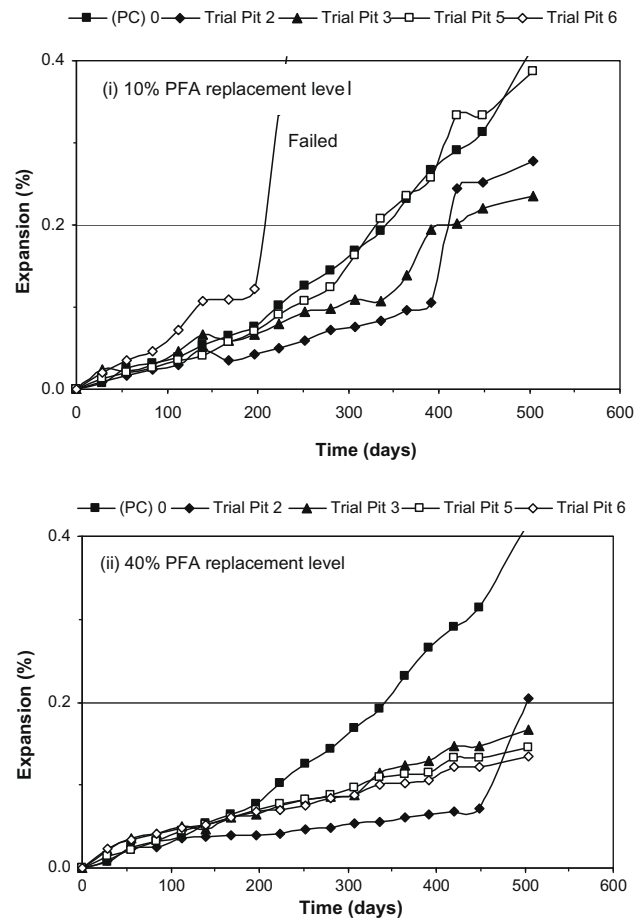 (PC) 0 Trial Pit 2 Trial Pit 3 Trial Pit 5 Trial Pit 6
0.4
(i) 10% PFA replacement level
Failed
0.2
0.0
Expansion (%)
0 100 200 300 400 500 600
Time (days)
(PC) 0 Trial Pit 2 Trial Pit 3 Trial Pit 5 Trial Pit 6
0.4
(ii) 40% PFA replacement level
0.2
0.0
Expansion (%)
0 100 200 300 400 500 600
Time (days)